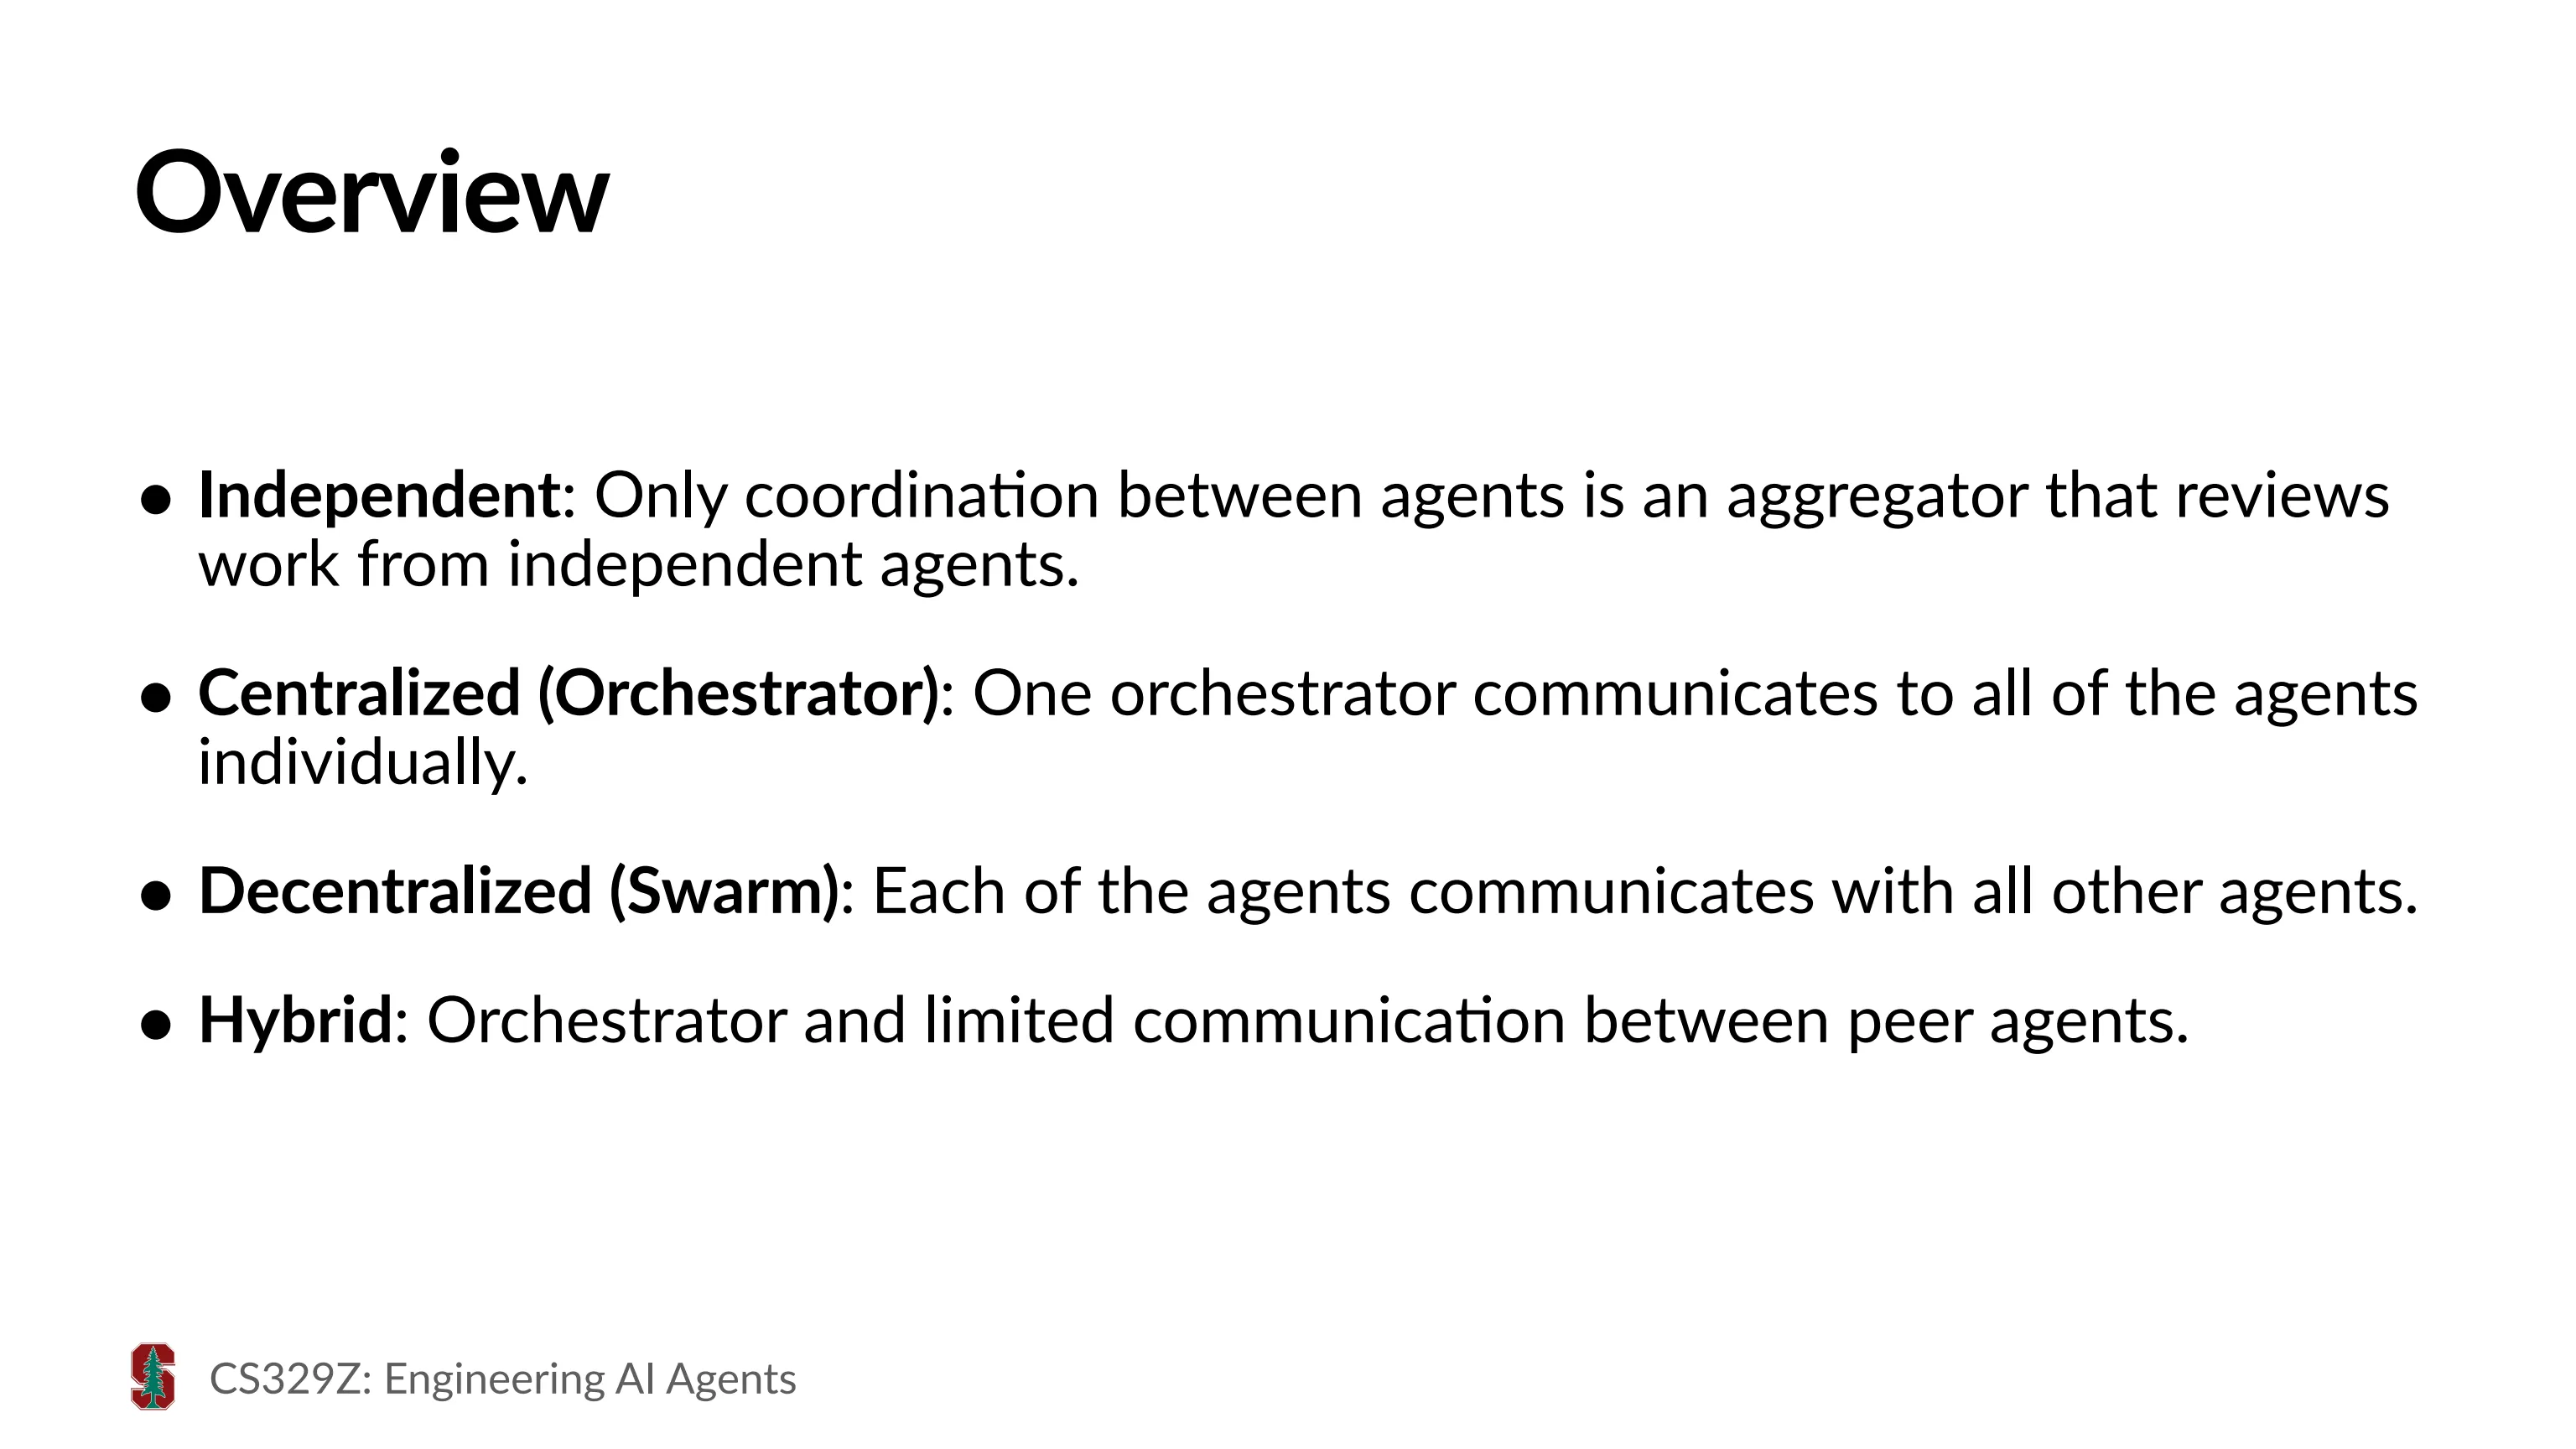 Overview
● Independent: Only coordination between agents is an aggregator that reviews
work from independent agents.
● Centralized (Orchestrator): One orchestrator communicates to all of the agents
individually.
● Decentralized (Swarm): Each of the agents communicates with all other agents.
● Hybrid: Orchestrator and limited communication between peer agents.
CS329Z: Engineering AI Agents